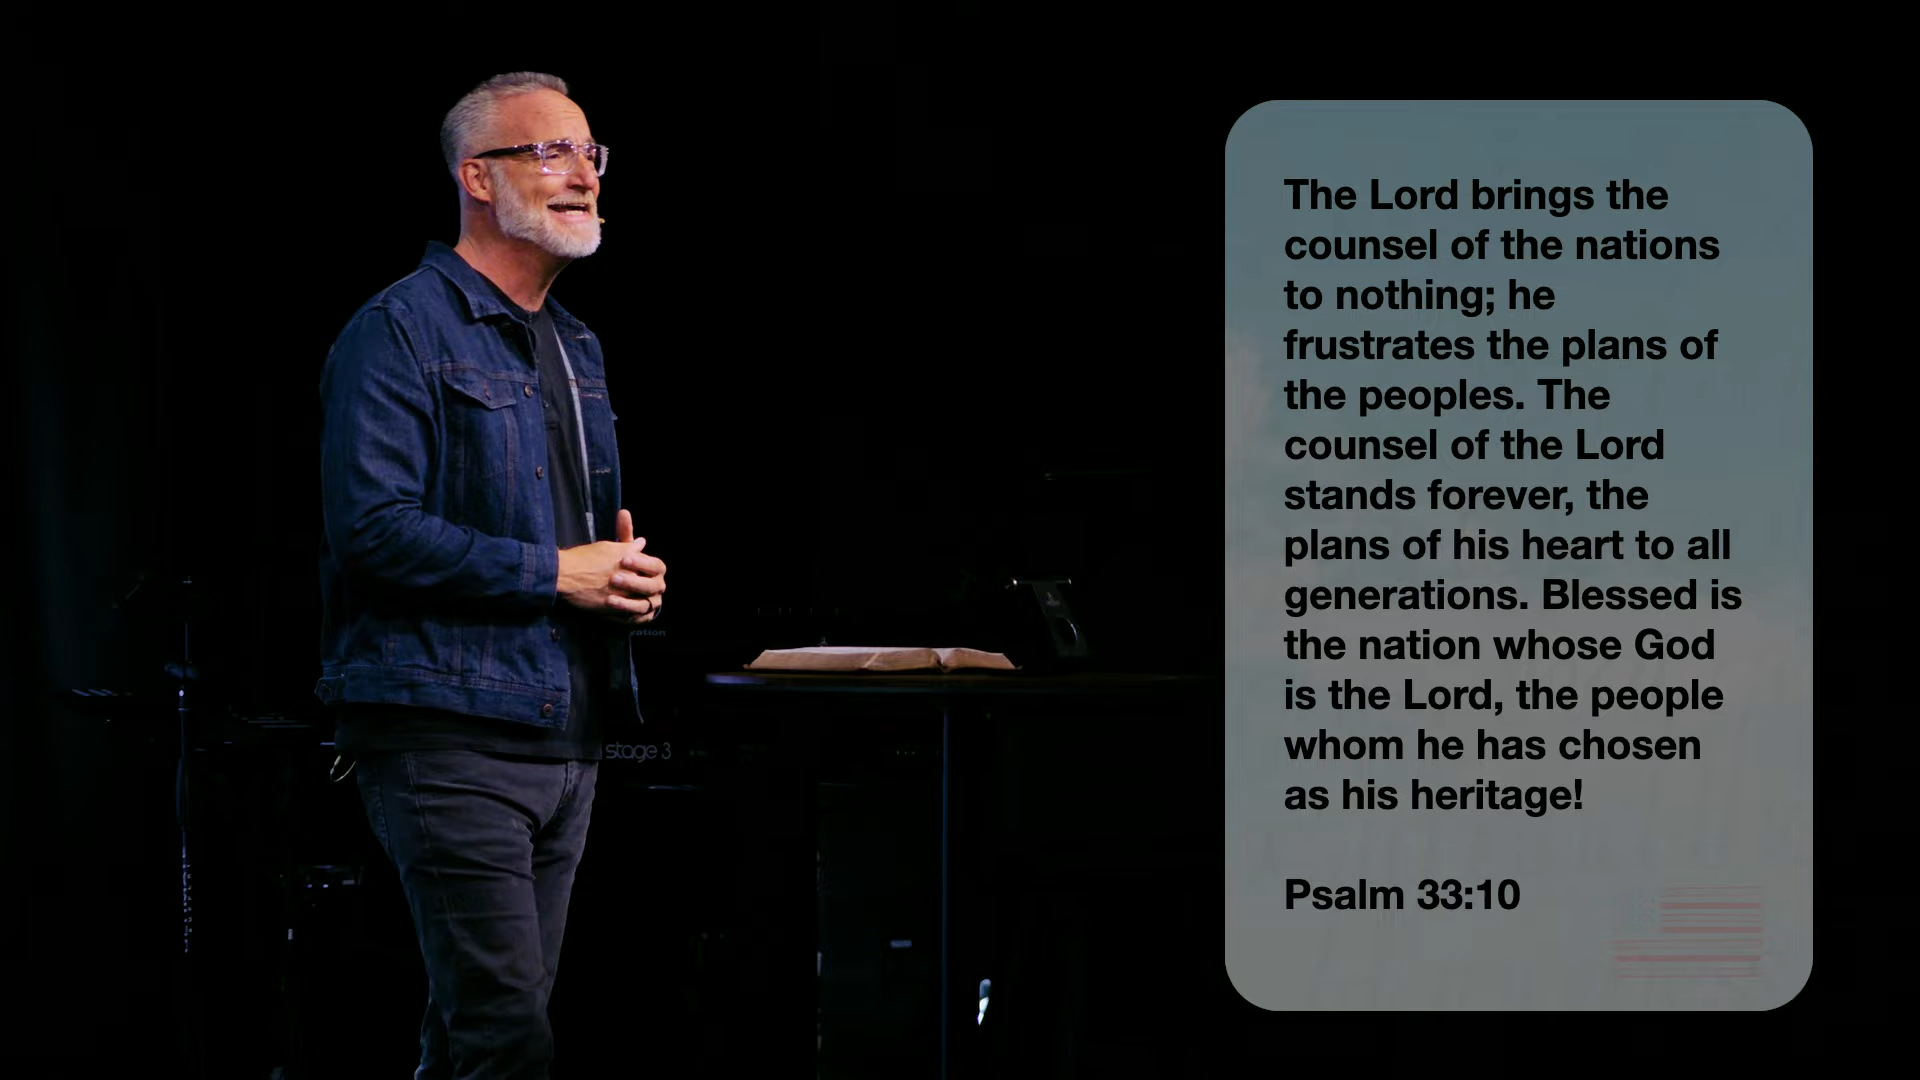 The Lord brings the
counsel of the nations
to nothing; he
frustrates the plans of
the peoples. The
counsel of the Lord
stands forever, the
plans of his heart to all
generations. Blessed is
the nation whose God
is the Lord, the people
whom he has chosen
as his heritage!
Psalm 33:10
stage 3